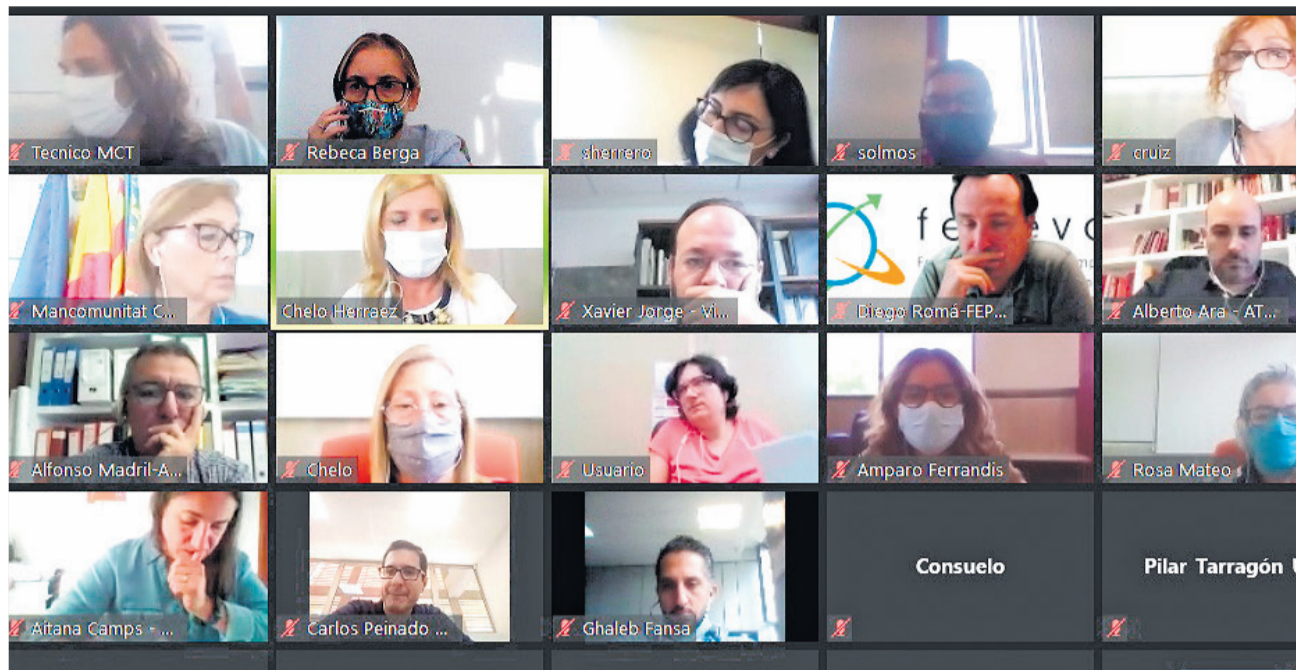 Tecnico MCT
Rebeca Berga
sherrero
solmos
cruiz
Mancomunitat C...
Chelo Herraez
Xavier Jorge - Vi...
Diego Romá-FEP...
Alberto Ara - AT...
Alfonso Madril-A...
Chelo
Usuario
Amparo Ferrandis
Rosa Mateo
Aitana Camps - ...
Carlos Peinado ...
Ghaleb Fansa
Consuelo
Pilar Tarragón U